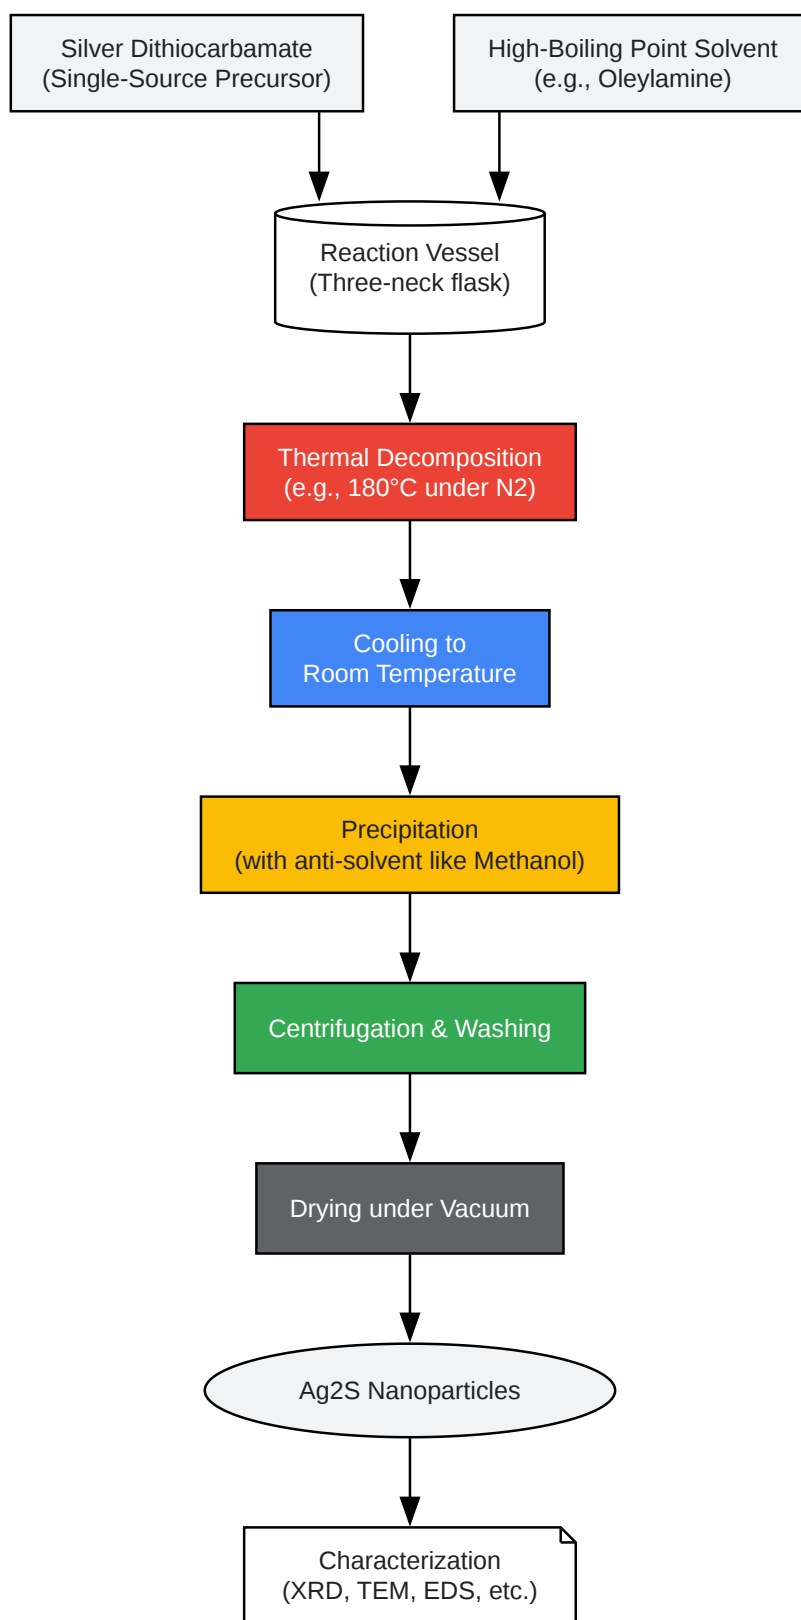 Silver Dithiocarbamate
(Single-Source Precursor)
High-Boiling Point Solvent
(e.g., Oleylamine)
Reaction Vessel
(Three-neck flask)
Thermal Decomposition
(e.g., 180°C under N2)
Cooling to
Room Temperature
Precipitation
(with anti-solvent like Methanol)
Centrifugation & Washing
Drying under Vacuum
Ag2S Nanoparticles
Characterization
(XRD, TEM, EDS, etc.)